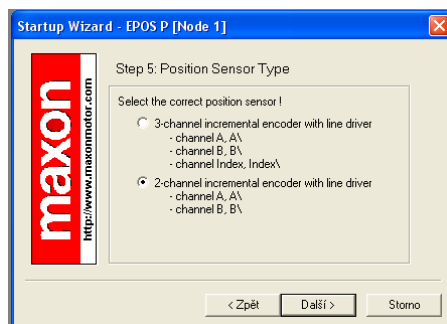 Startup Wizard - EPOS P [Node 1]
maxon
http://www.maxonmotor.com
Step 5: Position Sensor Type
Select the correct position sensor !
3-channel incremental encoder with line driver
- channel A, A\
- channel B, B\
- channel Index, Index\
2-channel incremental encoder with line driver
- channel A, A\
- channel B, B\
< Zpět
Další >
Storno